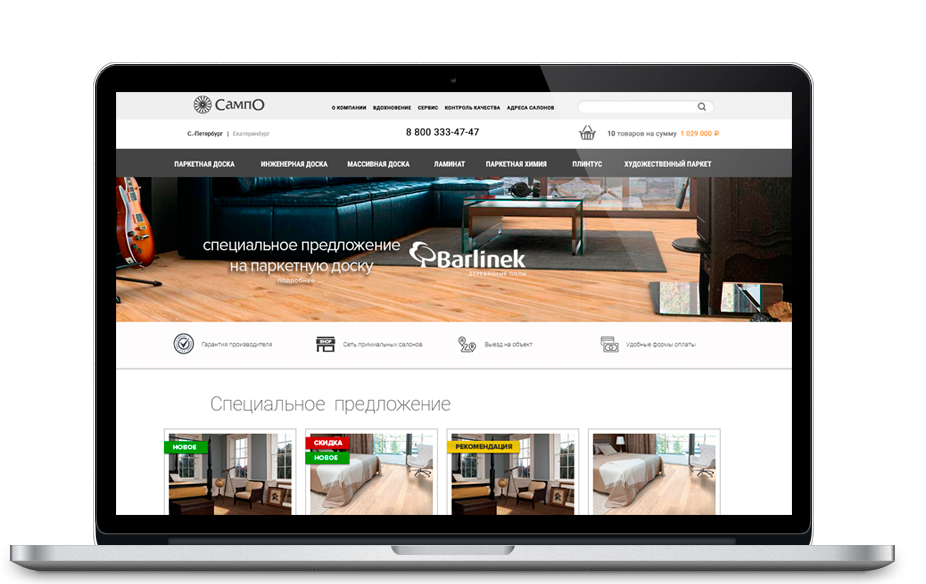 СампО
О КОМПАНИИ ВДОХНОВЕНИЕ СЕРВИС КОНТРОЛЬ КАЧЕСТВА АДРЕСА САЛОНОВ
С.-Петербург | Екатеринбург
8 800 333-47-47
10 товаров на сумму 1 029 000 ₽
ПАРКЕТНАЯ ДОСКА ИНЖЕНЕРНАЯ ДОСКА МАССИВНАЯ ДОСКА ЛАМИНАТ ПАРКЕТНАЯ ХИМИЯ ПЛИНТУС ХУДОЖЕСТВЕННЫЙ ПАРКЕТ
специальное предложение
на паркетную доску
подробнее
Barlinek
ДЕРЕВЯННЫЕ ПОЛЫ
Гарантия производителя
SHOP
Сеть примиальных салонов
Выезд на объект
Удобные формы оплаты
Специальное предложение
НОВОЕ
СКИДКА
НОВОЕ
РЕКОМЕНДАЦИЯ